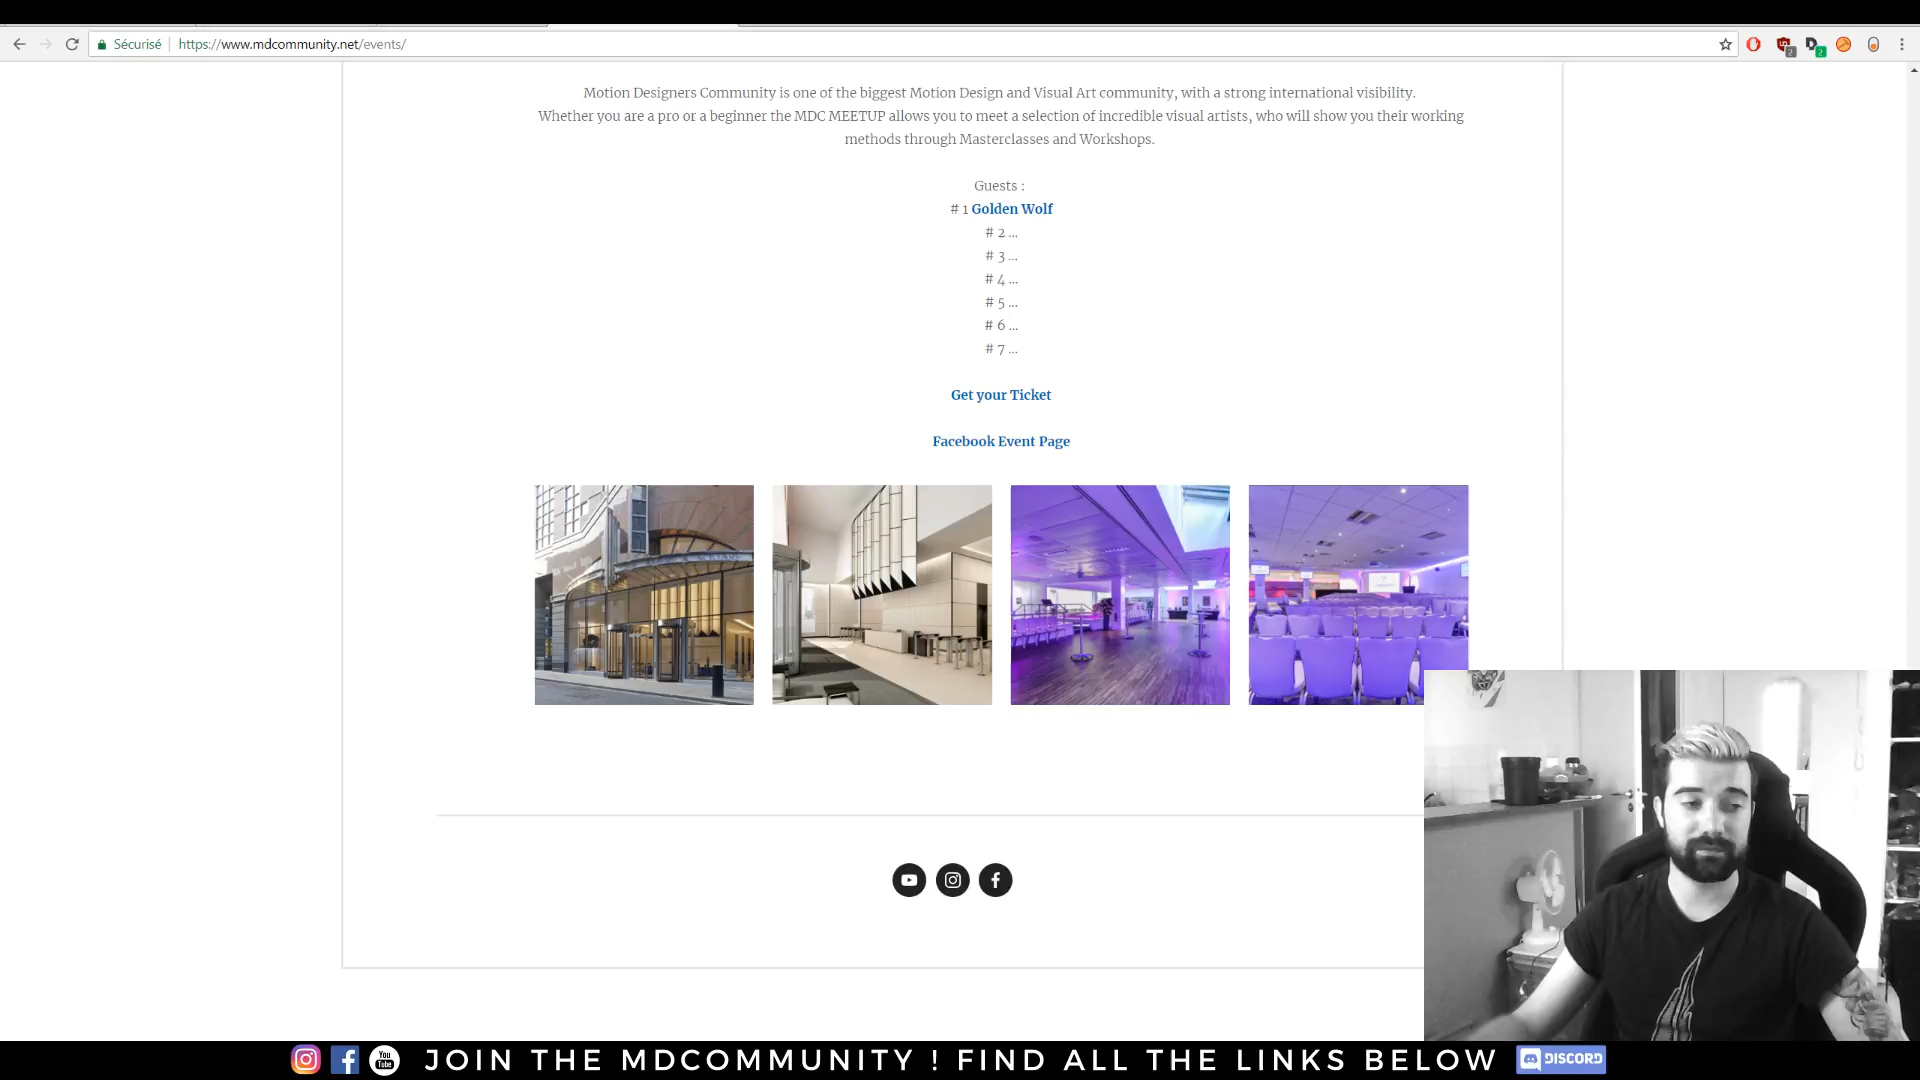 Sécurisé | https://www.mdcommunity.net/events/
2
2
Motion Designers Community is one of the biggest Motion Design and Visual Art community, with a strong international visibility.
Whether you are a pro or a beginner the MDC MEETUP allows you to meet a selection of incredible visual artists, who will show you their working
methods through Masterclasses and Workshops.
Guests :
# 1 Golden Wolf
# 2 ...
# 3 ...
# 4 ...
# 5 ...
# 6 ...
# 7 ...
Get your Ticket
Facebook Event Page
You Tube
JOIN THE MDCOMMUNITY ! FIND ALL THE LINKS BELOW
DISCORD